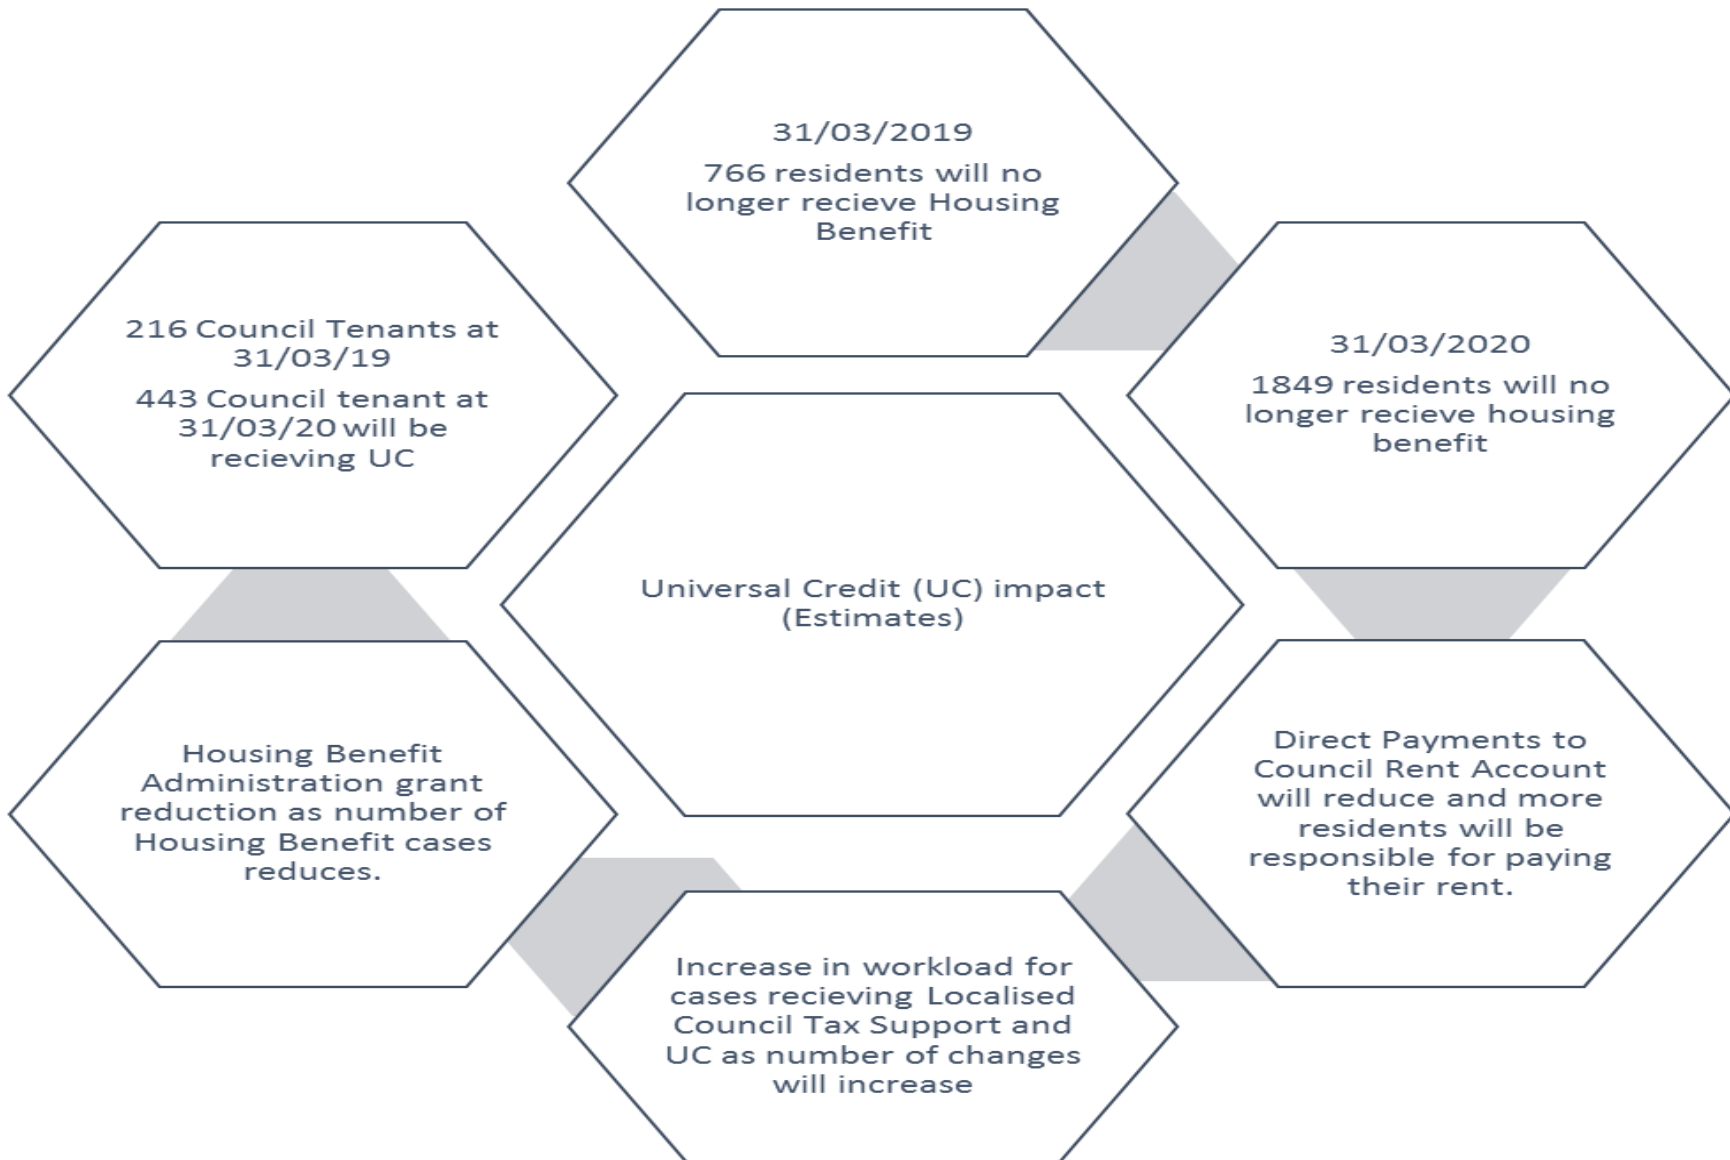 31/03/2019
766 residents will no
longer recieve Housing
Benefit
31/03/2020
1849 residents will no
longer recieve housing
benefit
Direct Payments to
Council Rent Account
will reduce and more
residents will be
responsible for paying
their rent.
Increase in workload for
cases recieving Localised
Council Tax Support and
UC as number of changes
will increase
Housing Benefit
Administration grant
reduction as number of
Housing Benefit cases
reduces.
216 Council Tenants at
31/03/19
443 Council tenant at
31/03/20 will be
recieving UC
Universal Credit (UC) impact
(Estimates)